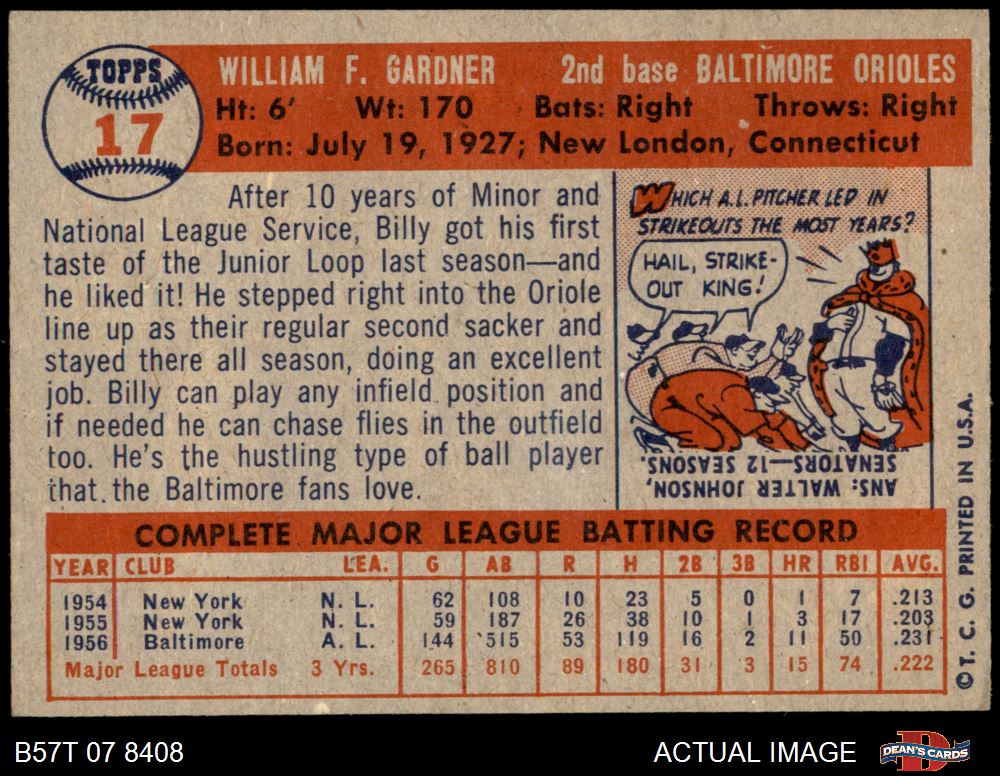 TOPPS
17
WILLIAM F. GARDNER 2nd base BALTIMORE ORIOLES
Ht: 6' Wt: 170 Bats: Right Throws: Right
Born: July 19, 1927; New London, Connecticut
After 10 years of Minor and
National League Service, Billy got his first
taste of the Junior Loop last season—and
he liked it! He stepped right into the Oriole
line up as their regular second sacker and
stayed there all season, doing an excellent
job. Billy can play any infield position and
if needed he can chase flies in the outfield
too. He's the hustling type of ball player
that the Baltimore fans love.
WHICH A.L. PITCHER LED IN
STRIKEOUTS THE MOST YEARS?
HAIL, STRIKE-
OUT KING!
ANS: WALTER JOHNSON,
SENATORS—12 SEASONS.
COMPLETE MAJOR LEAGUE BATTING RECORD
YEAR CLUB LEA. G AB R H 2B 3B HR RBI AVG.
1954 New York N. L. 62 108 10 23 5 0 1 7 .213
1955 New York N. L. 59 187 26 38 10 1 3 17 .203
1956 Baltimore A. L. 144 515 53 119 16 2 11 50 .231
Major League Totals 3 Yrs. 265 810 89 180 31 3 15 74 .222
© T. C. G. PRINTED IN U.S.A.
B57T 07 8408 ACTUAL IMAGE
DEAN'S CARDS